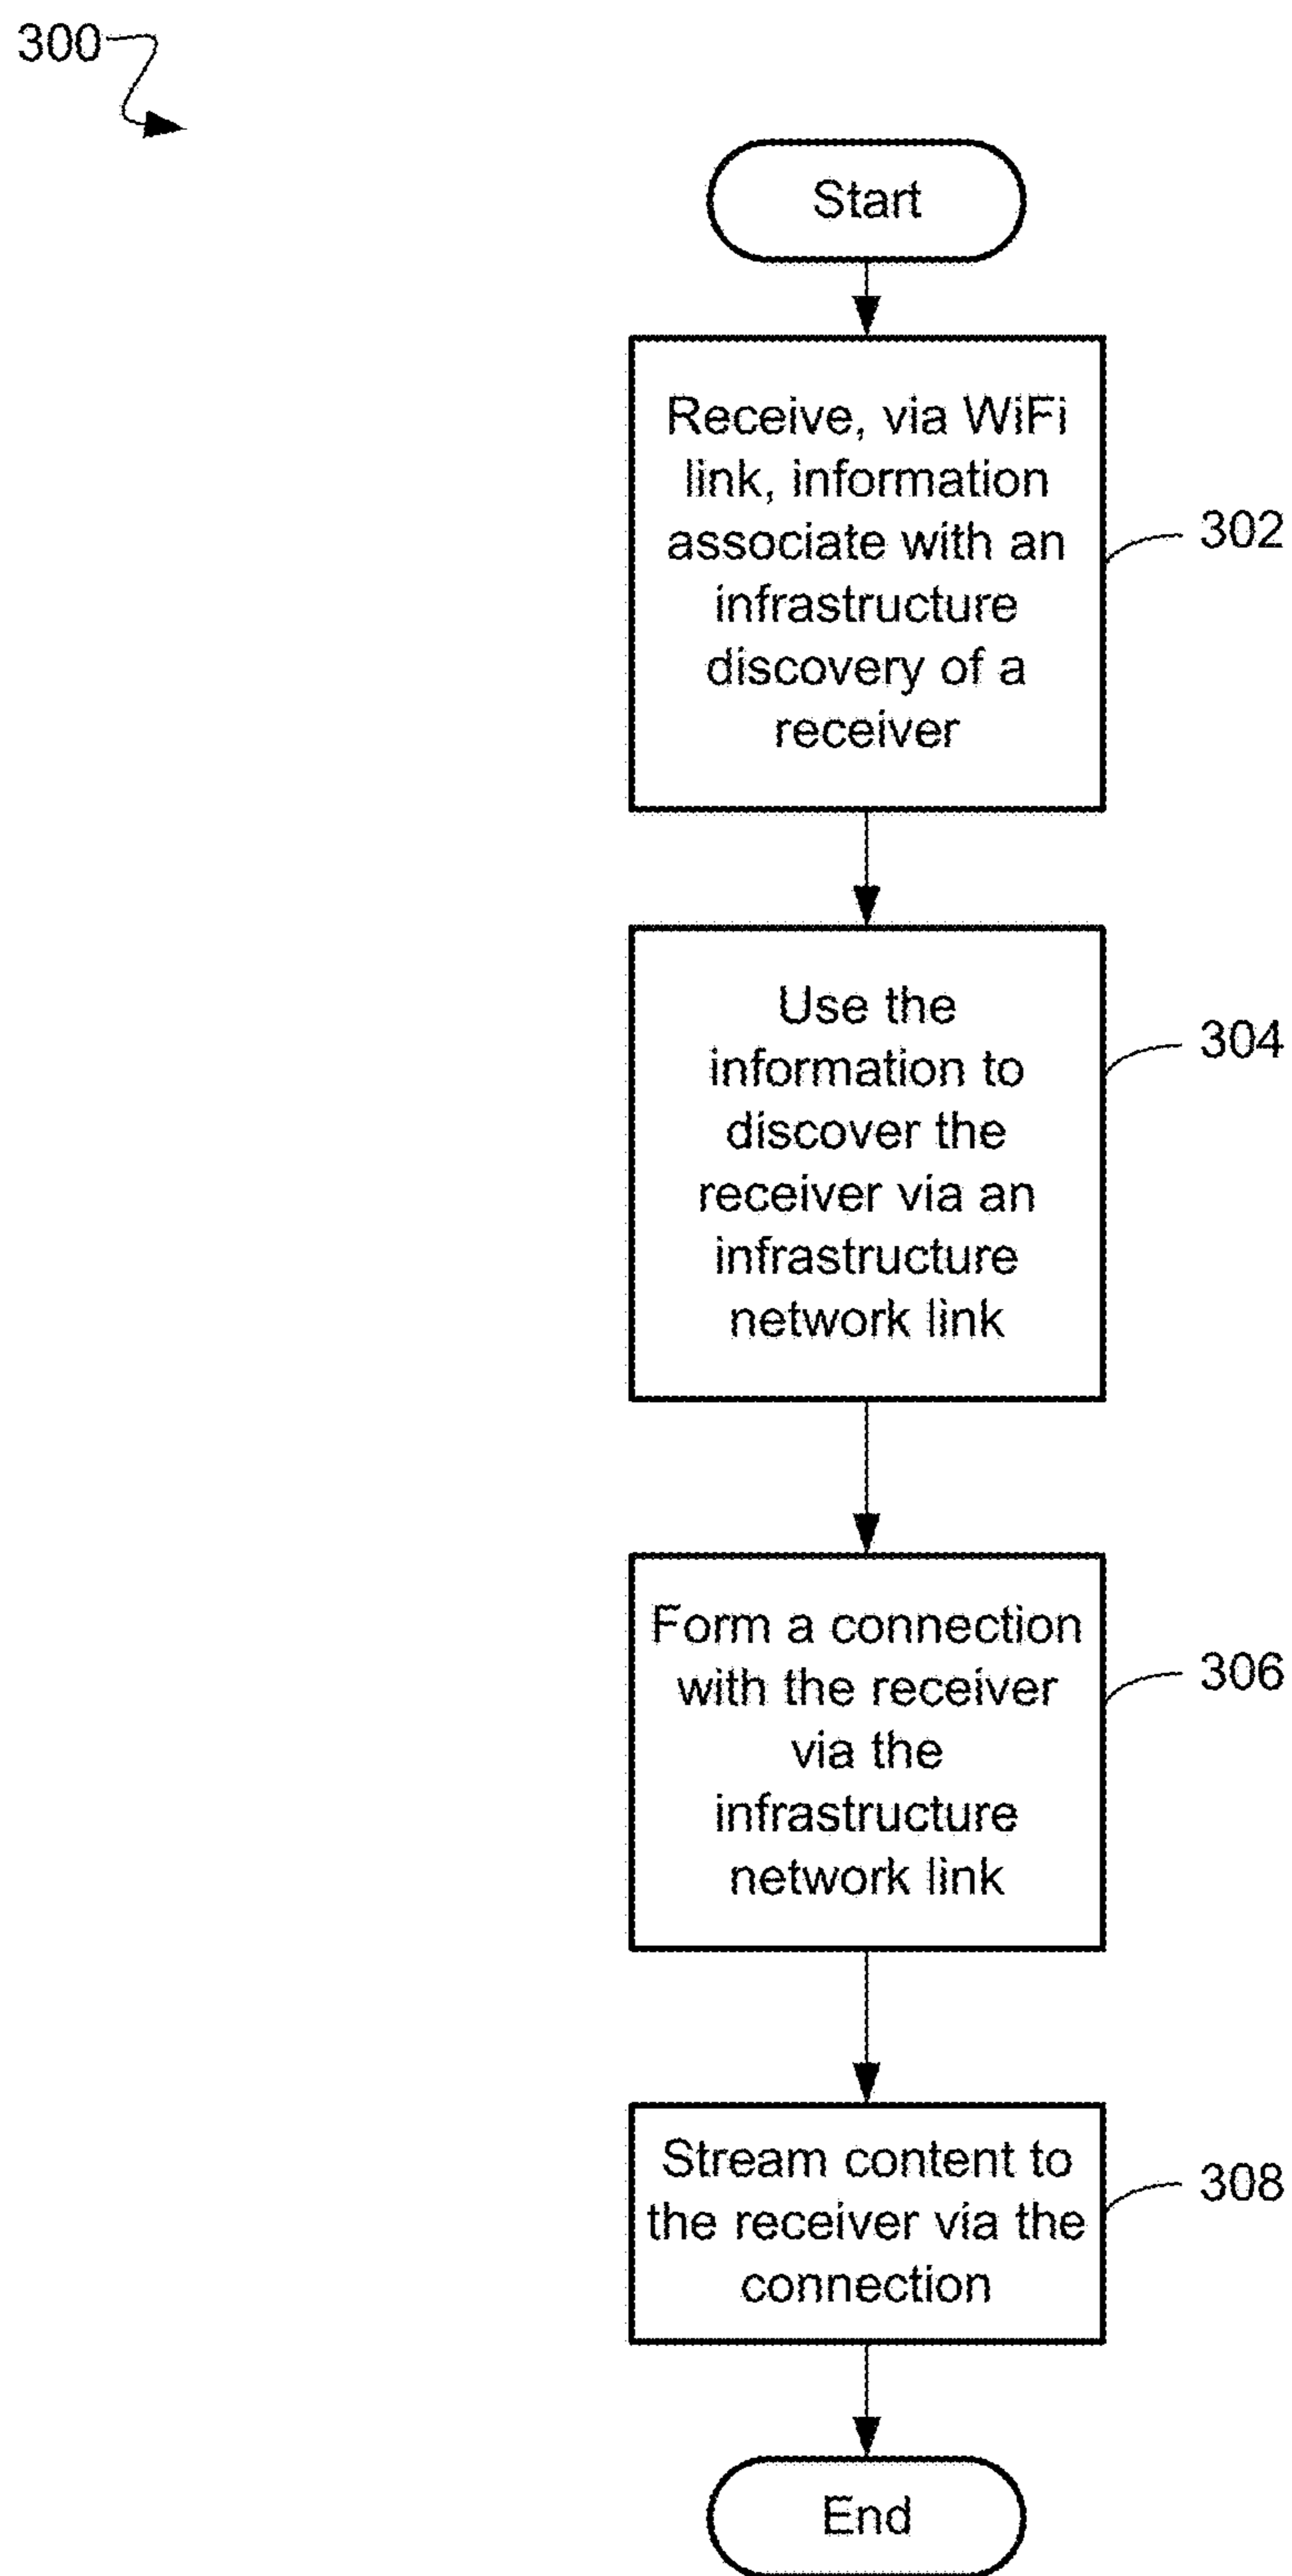 300
Start
Receive, via WiFi
link, information
associate with an
infrastructure
discovery of a
receiver
302
Use the
information to
discover the
receiver via an
infrastructure
network link
304
Form a connection
with the receiver
via the
infrastructure
network link
306
Stream content to
the receiver via the
connection
308
End